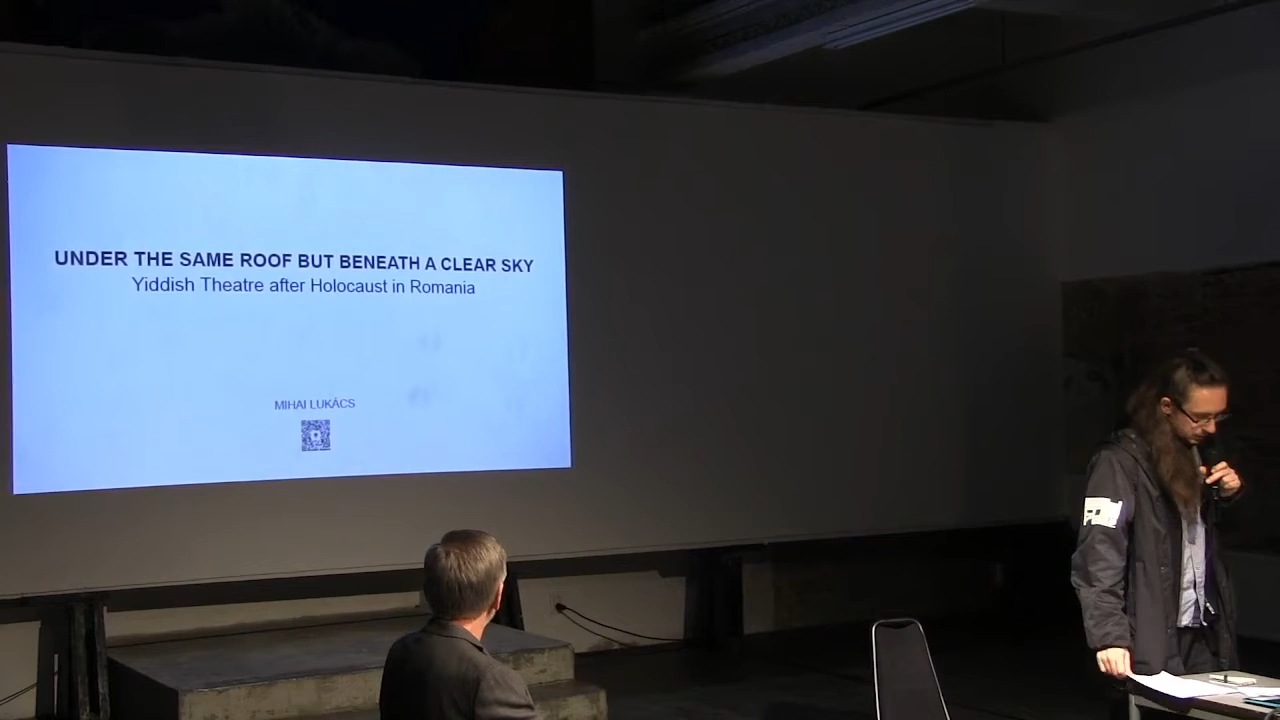 UNDER THE SAME ROOF BUT BENEATH A CLEAR SKY
Yiddish Theatre after Holocaust in Romania
MIHAI LUKÁCS